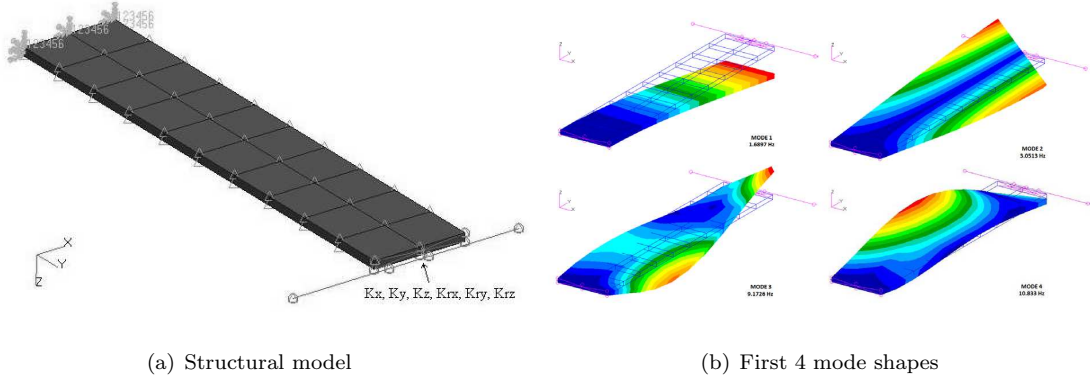 123456
123456
123456
X
Y
Z
Kx, Ky, Kz, Krx, Kry, Krz
Z
Y
X
MODE 1
1.6897 Hz
Z
Y
X
MODE 2
3.0513 Hz
Z
Y
X
MODE 3
9.1726 Hz
Z
Y
X
MODE 4
10.833 Hz
(a) Structural model
(b) First 4 mode shapes